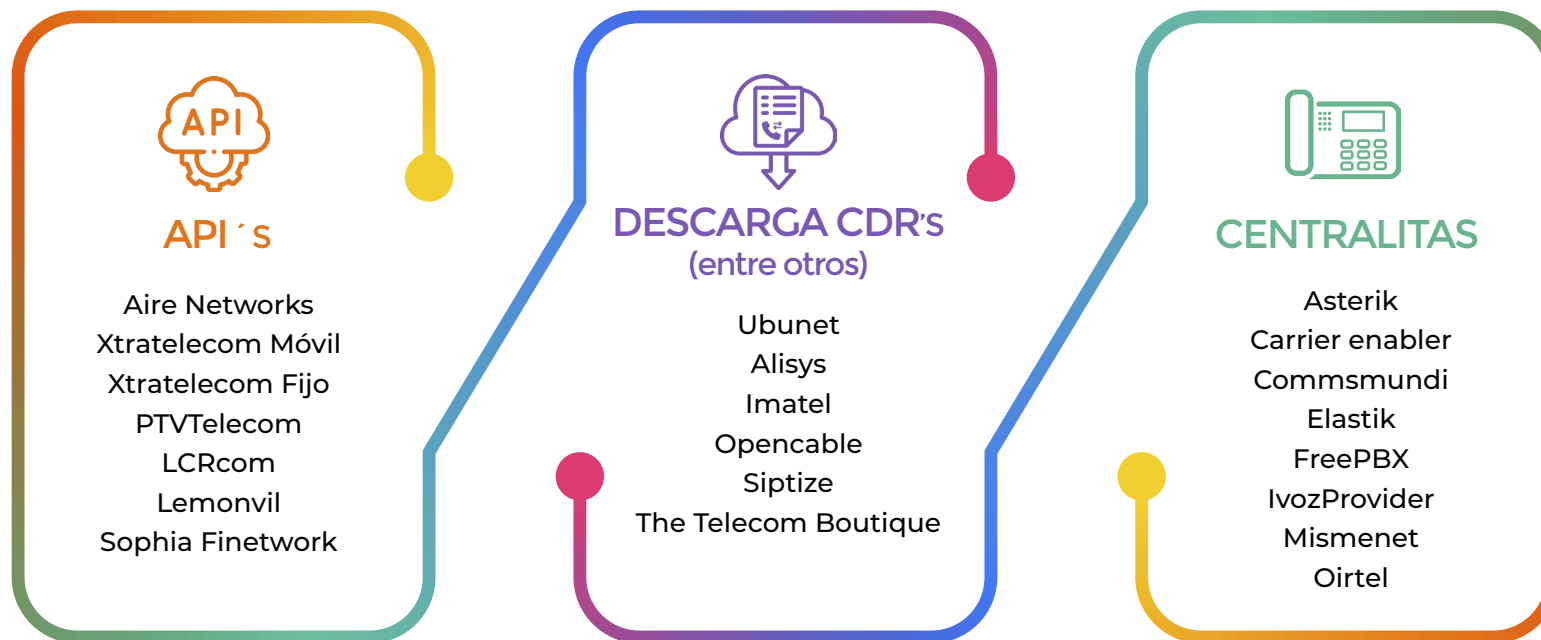 API
API ´ s
Aire Networks
Xtratelecom Móvil
Xtratelecom Fijo
PTVTelecom
LCRcom
Lemonvil
Sophia Finetwork
DESCARGA CDR’s
(entre otros)
Ubunet
Alisys
Imatel
Opencable
Siptize
The Telecom Boutique
CENTRALITAS
Asterik
Carrier enabler
Commsmundi
Elastik
FreePBX
IvozProvider
Mismenet
Oirtel